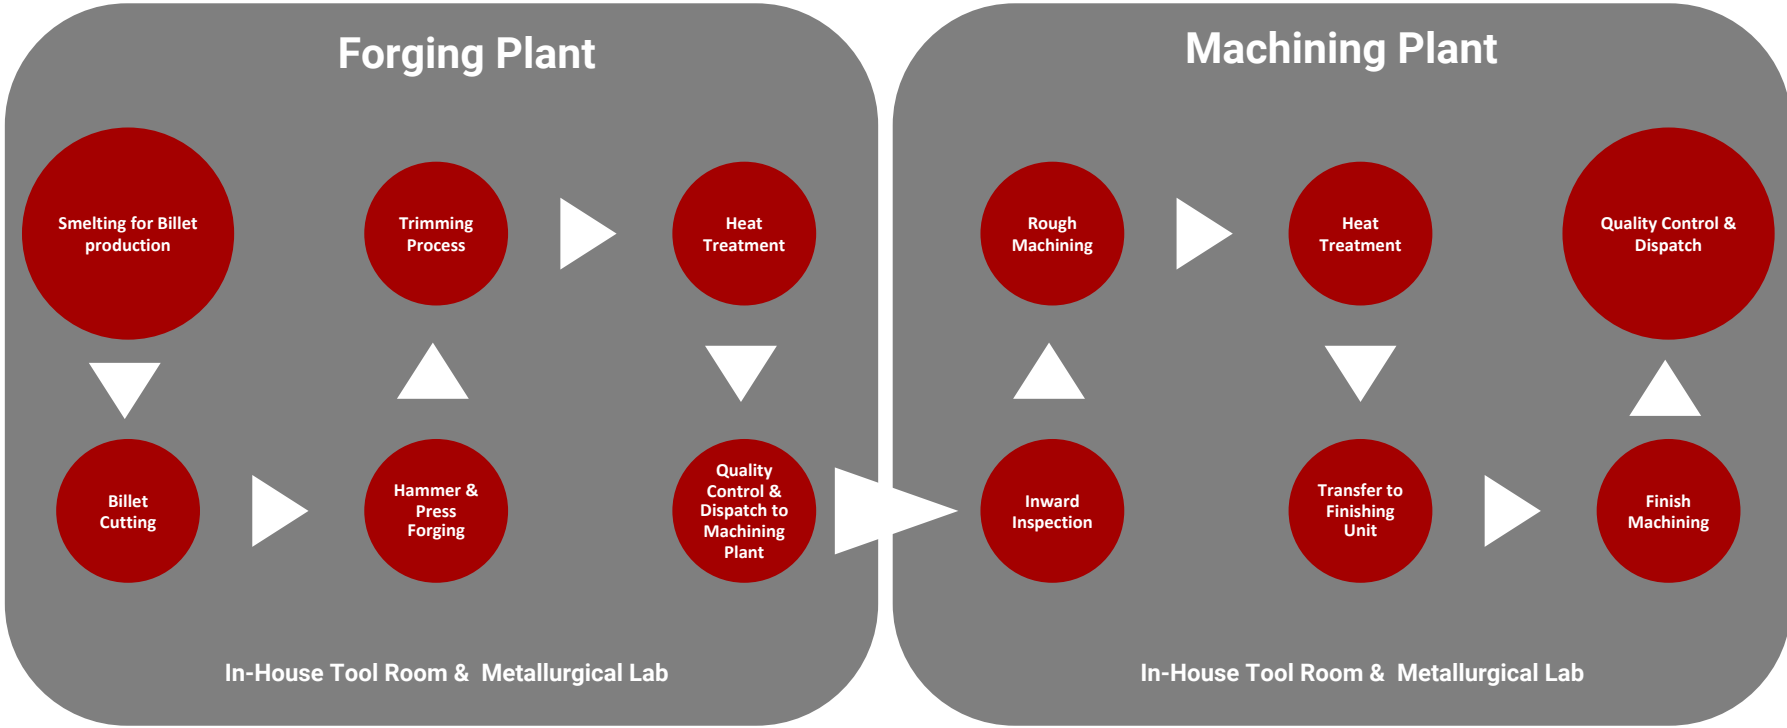 Forging Plant
Smelting for Billet
production
Billet
Cutting
Hammer &
Press
Forging
Trimming
Process
Heat
Treatment
Quality
Control &
Dispatch to
Machining
Plant
In-House Tool Room & Metallurgical Lab
Machining Plant
Inward
Inspection
Rough
Machining
Heat
Treatment
Transfer to
Finishing
Unit
Finish
Machining
Quality Control &
Dispatch
In-House Tool Room & Metallurgical Lab